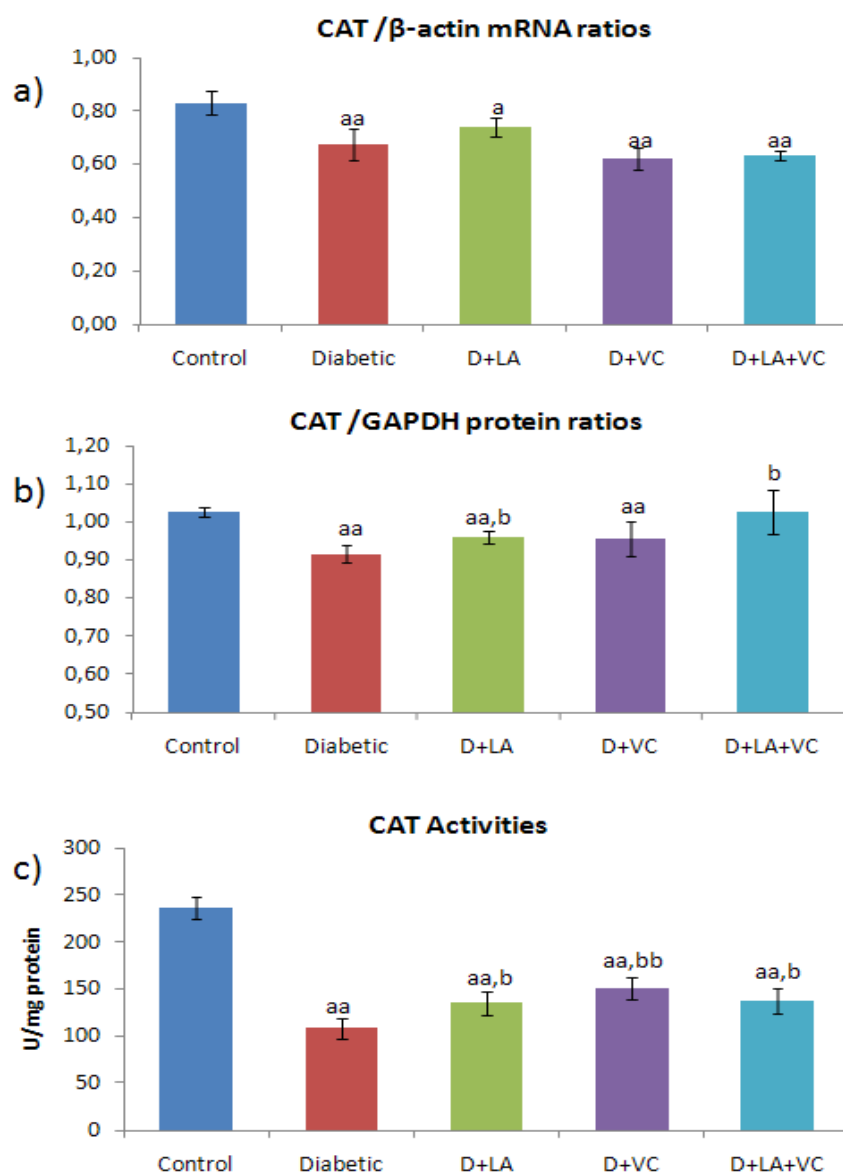 CAT /β-actin mRNA ratios
a)
1,00
0,80
0,60
0,40
0,20
0,00
aa
a
aa
aa
Control Diabetic D+LA D+VC D+LA+VC
CAT /GAPDH protein ratios
b)
1,20
1,10
1,00
0,90
0,80
0,70
0,60
0,50
aa
aa,b
aa
b
Control Diabetic D+LA D+VC D+LA+VC
CAT Activities
c)
U/mg protein
300
250
200
150
100
50
0
aa
aa,b
aa,bb
aa,b
Control Diabetic D+LA D+VC D+LA+VC